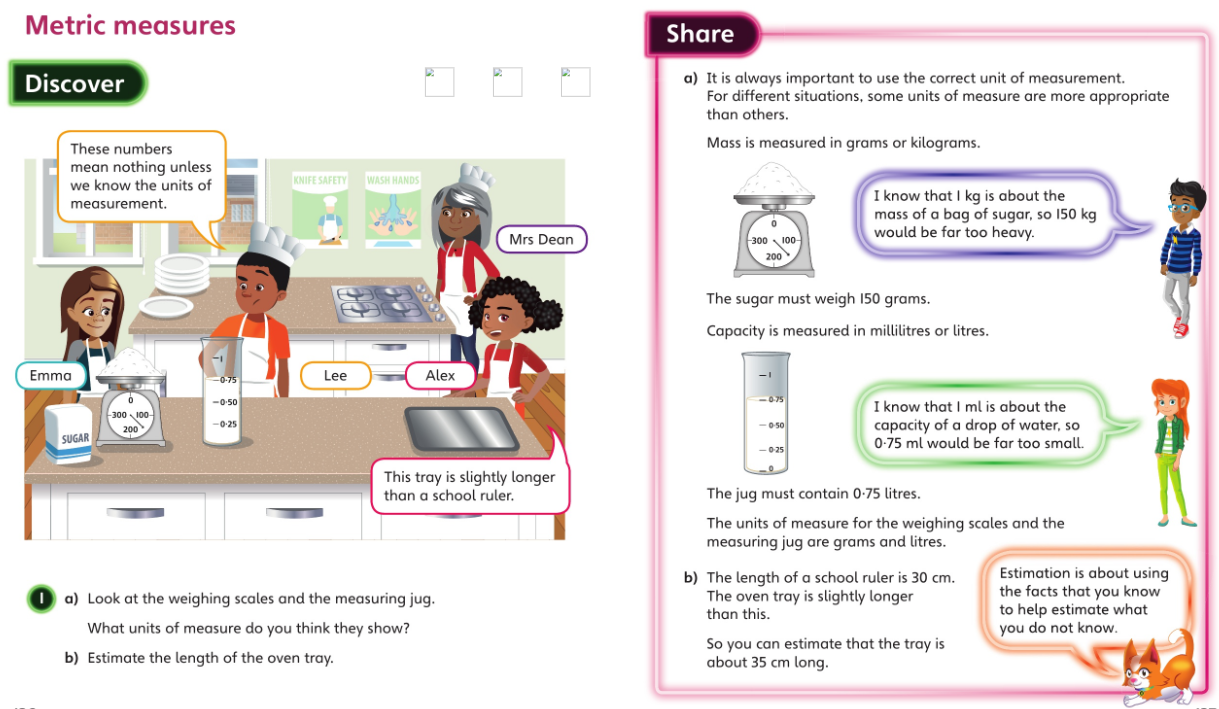 Metric measures
Discover
These numbers
mean nothing unless
we know the units of
measurement.
KNIFE SAFETY
WASH HANDS
Mrs Dean
Emma
Lee
Alex
1
0·75
0·50
0·25
0
300
100
200
SUGAR
This tray is slightly longer
than a school ruler.
1
a) Look at the weighing scales and the measuring jug.
What units of measure do you think they show?
b) Estimate the length of the oven tray.
Share
a) It is always important to use the correct unit of measurement.
For different situations, some units of measure are more appropriate
than others.
Mass is measured in grams or kilograms.
0
300
100
200
I know that 1 kg is about the
mass of a bag of sugar, so 150 kg
would be far too heavy.
The sugar must weigh 150 grams.
Capacity is measured in millilitres or litres.
1
0·75
0·50
0·25
0
I know that 1 ml is about the
capacity of a drop of water, so
0·75 ml would be far too small.
The jug must contain 0·75 litres.
The units of measure for the weighing scales and the
measuring jug are grams and litres.
b) The length of a school ruler is 30 cm.
The oven tray is slightly longer
than this.
So you can estimate that the tray is
about 35 cm long.
Estimation is about using
the facts that you know
to help estimate what
you do not know.